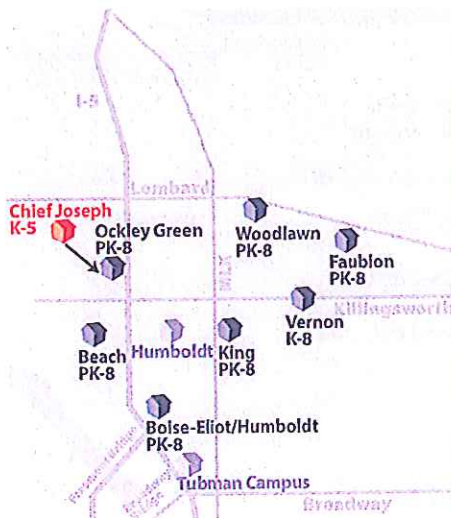 I-5
Lombard
Chief Joseph
K-5
Ockley Green
PK-8
Woodlawn
PK-8
Faubion
PK-8
MLK
Killingsworth
Vernon
K-8
Beach
PK-8
Humboldt
King
PK-8
Boise-Eliot/Humboldt
PK-8
Tubman Campus
Broadway